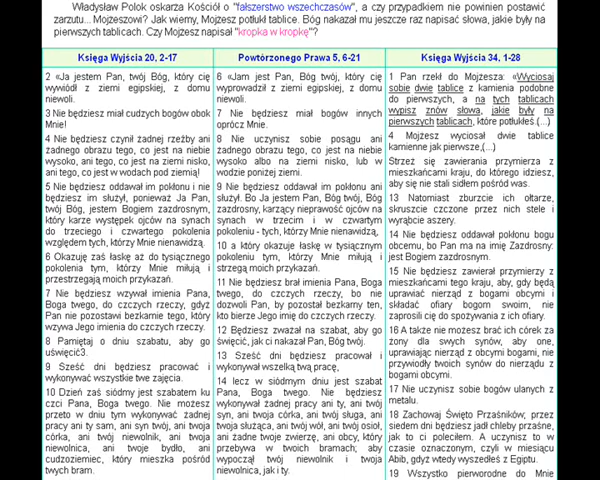 Władysław Polok oskarza Kościół o "fałszerstwo wszechczasów", a czy przypadkiem nie powinien postawić
zarzutu... Mojżeszowi? Jak wiemy, Mojzesz potłukł tablice. Bóg nakazał mu jeszcze raz napisać słowa, jakie były na
pierwszych tablicach. Czy Mojzesz napisał "kropka w kropkę"?
Księga Wyjścia 20, 2-17
2 «Ja jestem Pan, twój Bóg, który cię
wywiódł z ziemi egipskiej, z domu
niewoli.
3 Nie będziesz miał cudzych bogów obok
Mnie!
4 Nie będziesz czynił żadnej rzeźby ani
żadnego obrazu tego, co jest na niebie
wysoko, ani tego, co jest na ziemi nisko,
ani tego, co jest w wodach pod ziemią!
5 Nie będziesz oddawał im pokłonu i nie
będziesz im służył, ponieważ Ja Pan,
twój Bóg, jestem Bogiem zazdrosnym,
który karze występek ojców na synach
do trzeciego i czwartego pokolenia
względem tych, którzy Mnie nienawidzą.
6 Okazuję zaś łaskę aż do tysiącznego
pokolenia tym, którzy Mnie miłują i
przestrzegają moich przykazań.
7 Nie będziesz wzywał imienia Pana,
Boga twego, do czczych rzeczy, gdyż
Pan nie pozostawi bezkarnie tego, który
wzywa Jego imienia do czczych rzeczy.
8 Pamiętaj o dniu szabatu, aby go
uświęcić3.
9 Sześć dni będziesz pracować i
wykonywać wszystkie twe zajęcia.
10 Dzień zaś siódmy jest szabatem ku
czci Pana, Boga twego. Nie możesz
przeto w dniu tym wykonywać żadnej
pracy ani ty sam, ani syn twój, ani twoja
córka, ani twój niewolnik, ani twoja
niewolnica, ani twoje bydło, ani
cudzoziemiec, który mieszka pośród
twych bram.
Powtórzonego Prawa 5, 6-21
6 «Jam jest Pan, Bóg twój, który cię
wyprowadził z ziemi egipskiej, z domu
niewoli.
7 Nie będziesz miał bogów innych
oprócz Mnie.
8 Nie uczynisz sobie posągu ani
żadnego obrazu tego, co jest na niebie
wysoko albo na ziemi nisko, lub w
wodzie poniżej ziemi.
9 Nie będziesz oddawał im pokłonu ani
służył. Bo Ja jestem Pan, Bóg twój, Bóg
zazdrosny, karzący nieprawość ojców na
synach w trzecim i w czwartym
pokoleniu - tych, którzy Mnie nienawidzą,
10 a który okazuje łaskę w tysiącznym
pokoleniu tym, którzy Mnie miłują i
strzegą moich przykazań.
11 Nie będziesz brał imienia Pana, Boga
twego, do czczych rzeczy, bo nie
dozwoli Pan, by pozostał bezkarny ten,
kto bierze Jego imię do czczych rzeczy.
12 Będziesz zważał na szabat, aby go
święcić, jak ci nakazał Pan, Bóg twój.
13 Sześć dni będziesz pracował i
wykonywał wszelką twą pracę,
14 lecz w siódmym dniu jest szabat
Pana, Boga twego. Nie będziesz
wykonywał żadnej pracy ani ty, ani twój
syn, ani twoja córka, ani twój sługa, ani
twoja służąca, ani twój wół, ani twój osioł,
ani żadne twoje zwierzę, ani obcy, który
przebywa w twoich bramach; aby
wypoczął twój niewolnik i twoja
niewolnica, jak i ty.
Księga Wyjścia 34, 1-28
1 Pan rzekł do Mojzesza: «Wyciosaj
sobie dwie tablice z kamienia podobne
do pierwszych, a na tych tablicach
wypisz znów słowa, jakie były na
pierwszych tablicach, które potłukłeś.(...)
4 Mojzesz wyciosał dwie tablice
kamienne jak pierwsze,(...)
Strzeż się zawierania przymierza z
mieszkańcami kraju, do którego idziesz,
aby się nie stali sidłem pośród was.
13 Natomiast zburzcie ich ołtarze,
skruszcie czczone przez nich stele i
wyrąbcie aszery.
14 Nie będziesz oddawał pokłonu bogu
obcemu, bo Pan ma na imię Zazdrosny:
jest Bogiem zazdrosnym.
15 Nie będziesz zawierał przymierzy z
mieszkańcami tego kraju, aby, gdy będą
uprawiać nierząd z bogami obcymi i
składać ofiary bogom swoim, nie
zaprosili cię do spożywania z ich ofiary.
16 A także nie możesz brać ich córek za
żony dla swych synów, aby one,
uprawiając nierząd z obcymi bogami, nie
przywiodły twoich synów do nierządu z
bogami obcymi.
17 Nie uczynisz sobie bogów ulanych z
metalu.
18 Zachowaj Święto Przaśników; przez
siedem dni będziesz jadł chleby przaśne,
jak to ci poleciłem. A uczynisz to w
czasie oznaczonym, czyli w miesiącu
Abib, gdyż wtedy wyszedłeś z Egiptu.
19 Wszystko pierworodne do Mnie